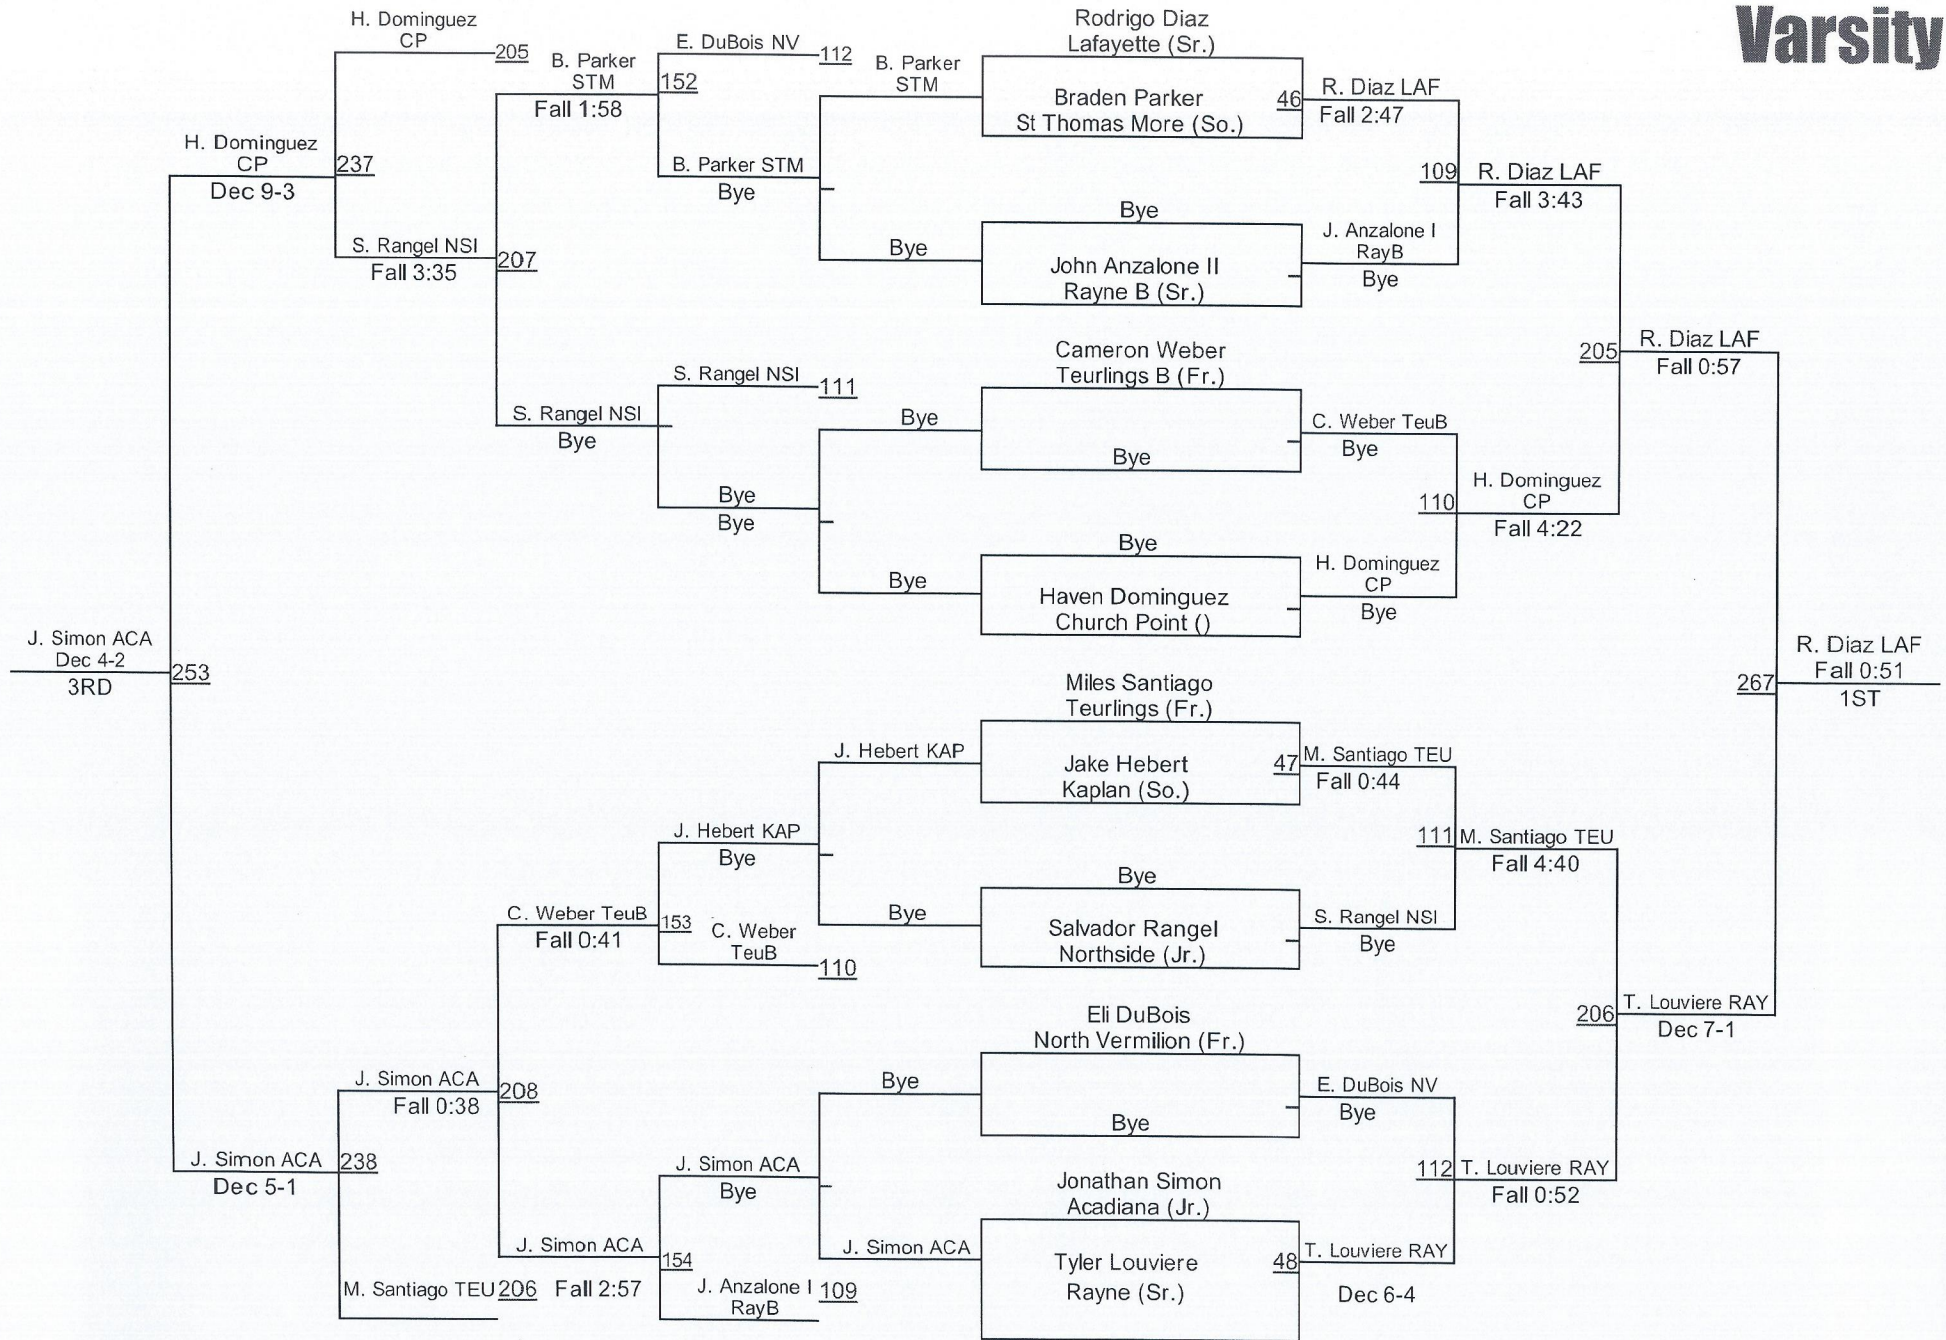 Varsity
H. Dominguez
CP
205
B. Parker
STM
Fall 1:58
E. DuBois NV
112
152
B. Parker STM
Bye
B. Parker
STM
Bye
H. Dominguez
CP
Dec 9-3
237
S. Rangel NSI
Fall 3:35
207
S. Rangel NSI
Bye
S. Rangel NSI
111
Bye
Bye
Bye
Bye
J. Simon ACA
Dec 4-2
3RD
253
J. Hebert KAP
J. Hebert KAP
Bye
Bye
C. Weber TeuB
Fall 0:41
153
C. Weber
TeuB
110
J. Simon ACA
Fall 0:38
208
J. Simon ACA
Dec 5-1
238
M. Santiago TEU
206
J. Simon ACA
Fall 2:57
154
J. Simon ACA
Bye
J. Anzalone I
RayB
109
Bye
J. Simon ACA
Rodrigo Diaz
Lafayette (Sr.)
Braden Parker
St Thomas More (So.)
46
R. Diaz LAF
Fall 2:47
Bye
John Anzalone II
Rayne B (Sr.)
J. Anzalone I
RayB
Bye
109
R. Diaz LAF
Fall 3:43
Cameron Weber
Teurlings B (Fr.)
Bye
C. Weber TeuB
Bye
Bye
Haven Dominguez
Church Point ()
H. Dominguez
CP
Bye
110
H. Dominguez
CP
Fall 4:22
205
R. Diaz LAF
Fall 0:57
Miles Santiago
Teurlings (Fr.)
Jake Hebert
Kaplan (So.)
47
M. Santiago TEU
Fall 0:44
Bye
Salvador Rangel
Northside (Jr.)
S. Rangel NSI
Bye
111
M. Santiago TEU
Fall 4:40
Eli DuBois
North Vermilion (Fr.)
Bye
E. DuBois NV
Bye
Jonathan Simon
Acadiana (Jr.)
Tyler Louviere
Rayne (Sr.)
48
T. Louviere RAY
Dec 6-4
112
T. Louviere RAY
Fall 0:52
206
T. Louviere RAY
Dec 7-1
267
R. Diaz LAF
Fall 0:51
1ST